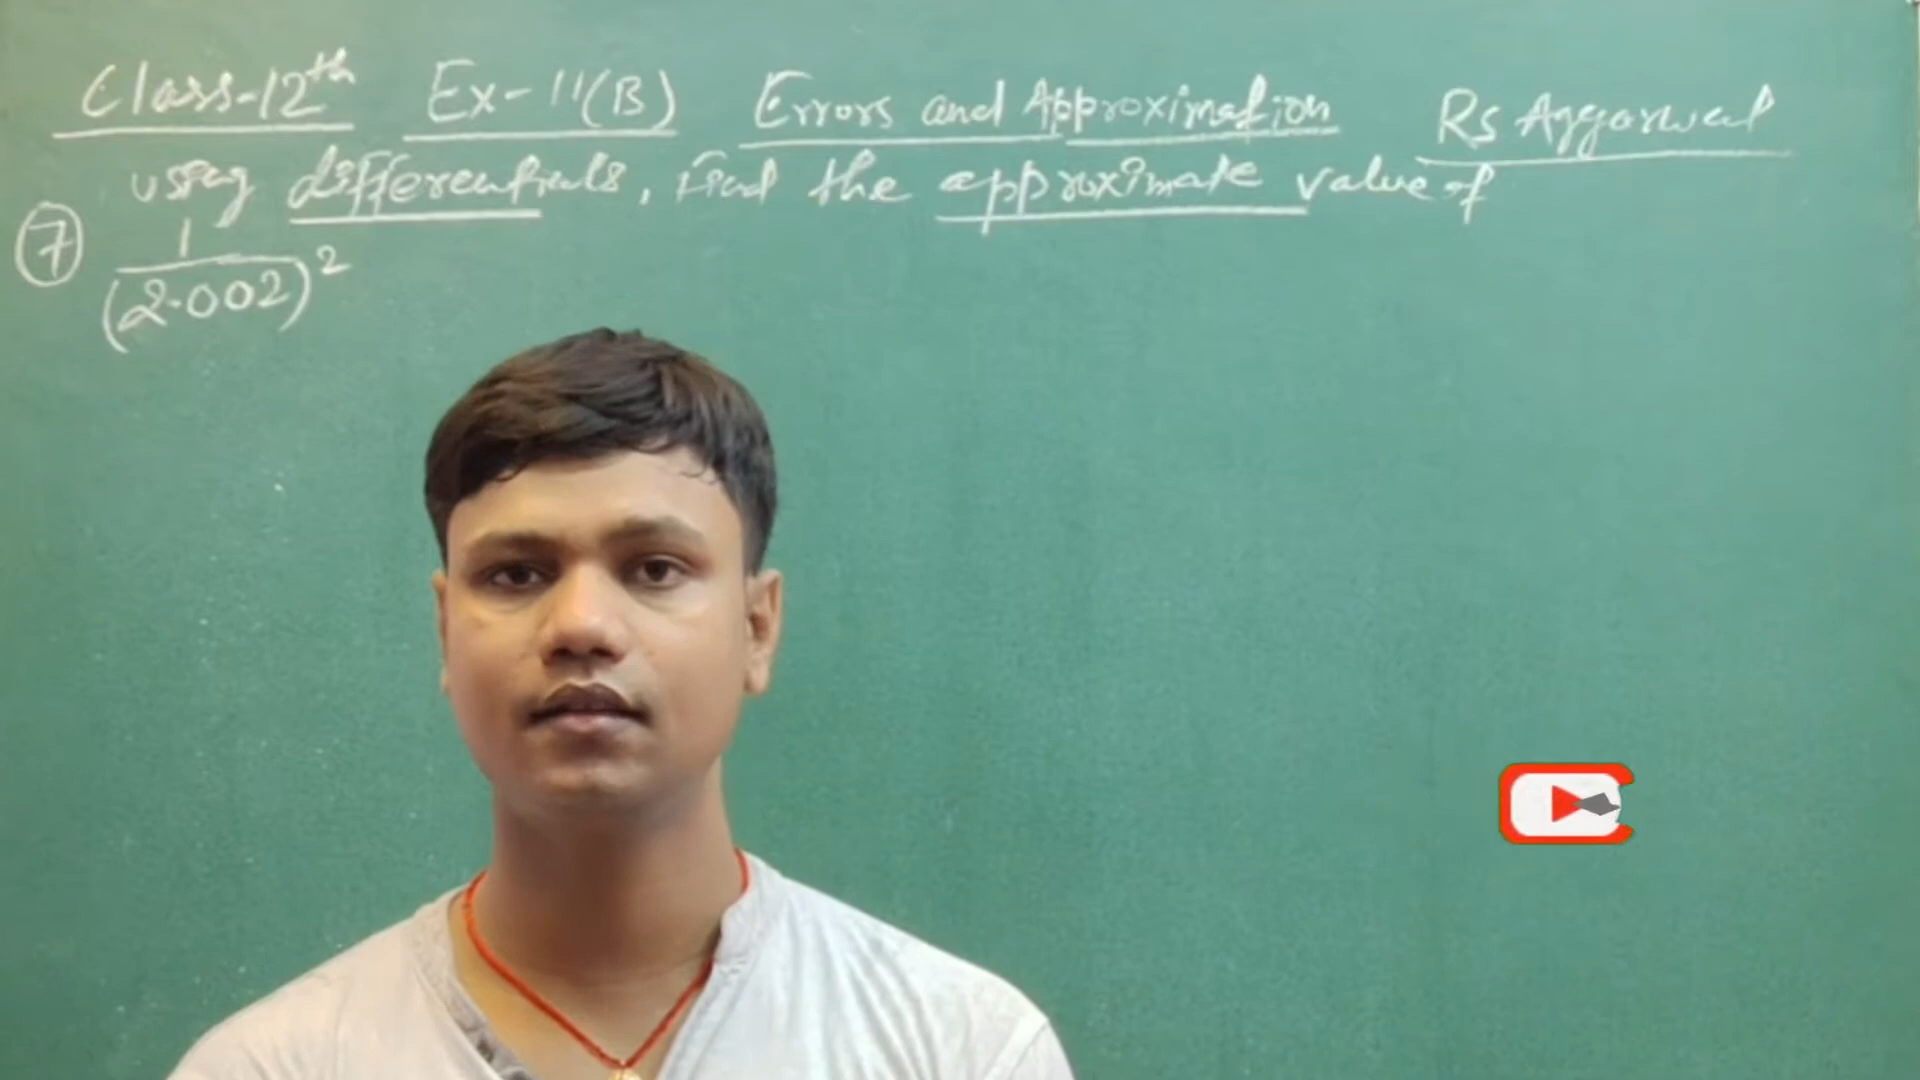 Class-12th Ex-11(B) Errors and Approximation Rs Aggarwal
using differentials, Find the approximate value of
7 1/(2.002)²